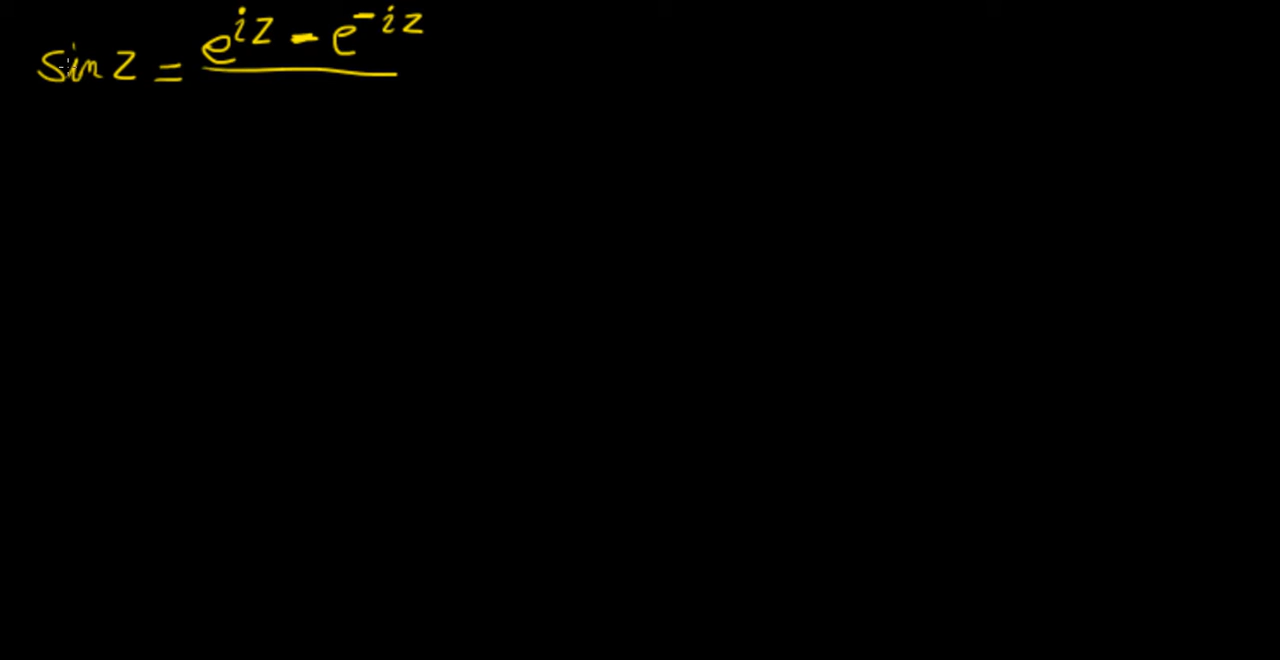 sin z = e^{iz} - e^{-iz}